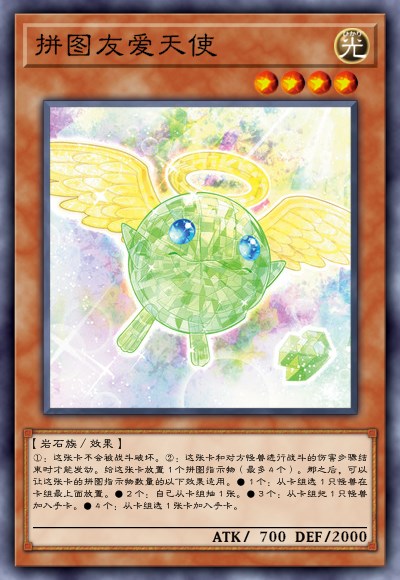 拼图友爱天使
光
【岩石族/效果】
①：这张卡不会被战斗破坏。②：这张卡和对方怪兽进行战斗的伤害步骤结
束时才能发动。给这张卡放置1个拼图指示物（最多4个）。那之后，可以
让这张卡的拼图指示物数量的以下效果适用。●1个：从卡组选1只怪兽在
卡组最上面放置。●2个：自己从卡组抽1张。●3个：从卡组把1只怪兽
加入手卡。●4个：从卡组选1张卡加入手卡。
ATK/ 700 DEF/2000